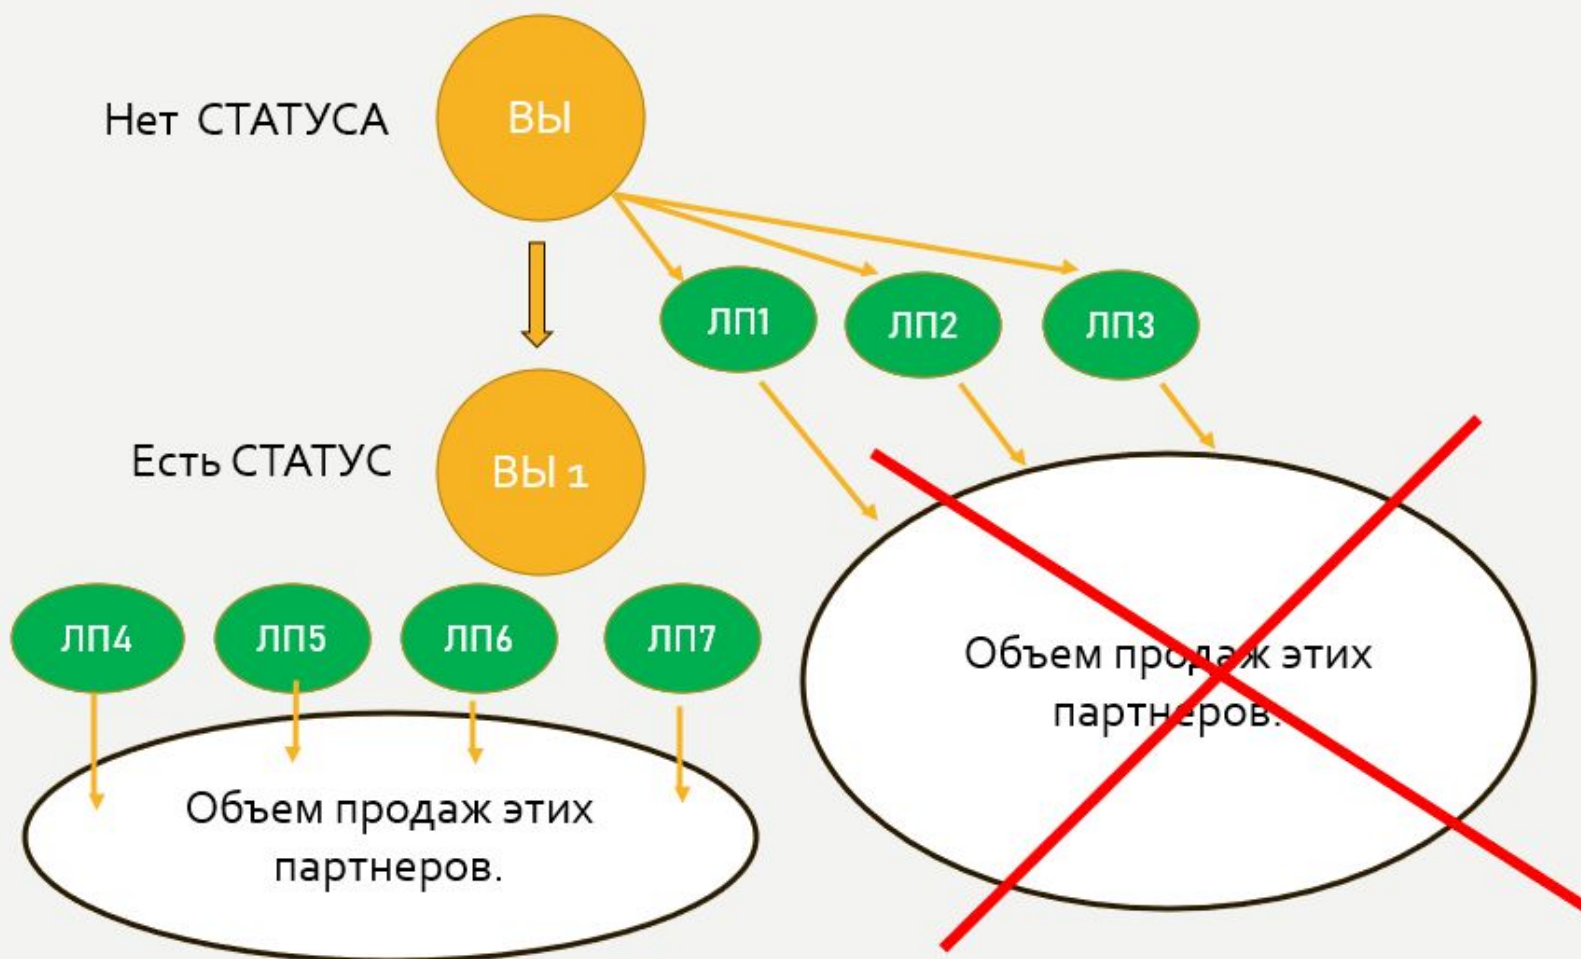 Нет СТАТУСА
ВЫ
ЛП1
ЛП2
ЛП3
Есть СТАТУС
ВЫ 1
ЛП4
ЛП5
ЛП6
ЛП7
Объем продаж этих
партнеров.
Объем продаж этих
партнеров.